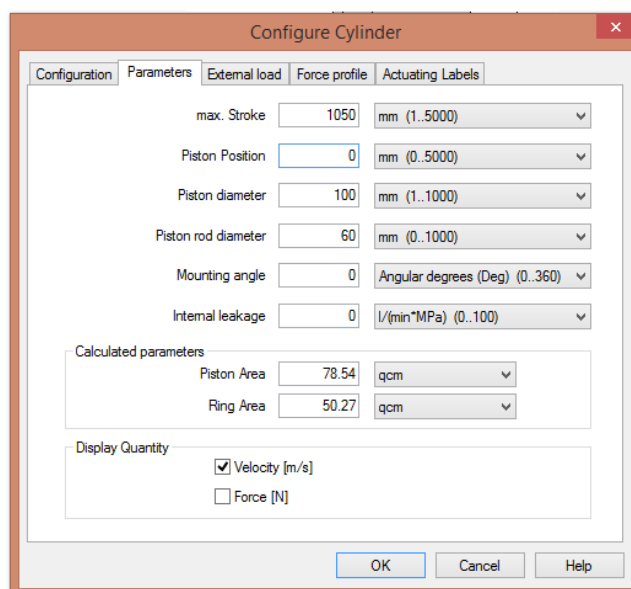 Configure Cylinder
Configuration Parameters External load Force profile Actuating Labels
max. Stroke 1050 mm (1..5000)
Piston Position 0 mm (0..5000)
Piston diameter 100 mm (1..1000)
Piston rod diameter 60 mm (0..1000)
Mounting angle 0 Angular degrees (Deg) (0..360)
Internal leakage 0 l/(min*MPa) (0..100)
Calculated parameters
Piston Area 78.54 qcm
Ring Area 50.27 qcm
Display Quantity
Velocity [m/s]
Force [N]
OK Cancel Help